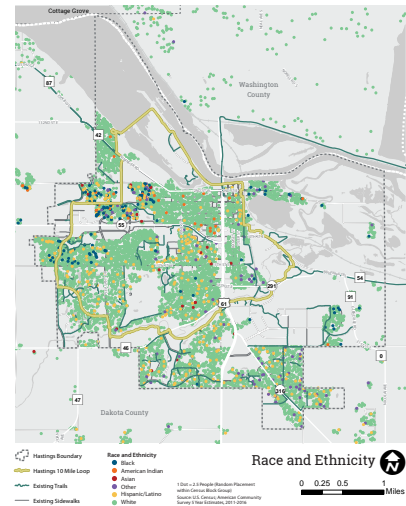 Cottage Grove
Washington
County
87
42
55
54
291
91
61
46
0
316
47
Dakota County
Hastings Boundary
Hastings 10 Mile Loop
Existing Trails
Existing Sidewalks
Race and Ethnicity
Black
American Indian
Asian
Other
Hispanic/Latino
White
1 Dot = 2.5 People (Random Placement
within Census Block Group)
Source: U.S. Census; American Community
Survey 5 Year Estimates, 2011-2016
Race and Ethnicity
N
0 0.25 0.5 1
Miles